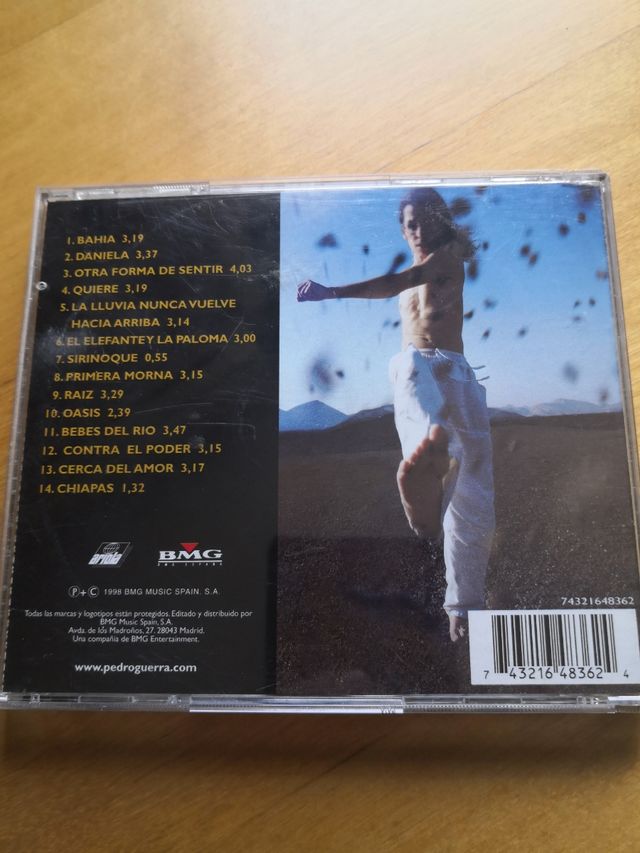 1. BAHIA 3,19
2. DANIELA 3,37
3. OTRA FORMA DE SENTIR 4,03
4. QUIERE 3,19
5. LA LLUVIA NUNCA VUELVE
HACIA ARRIBA 3,14
6. EL ELEFANTE Y LA PALOMA 3,00
7. SIRINOQUE 0,55
8. PRIMERA MORNA 3,15
9. RAIZ 3,29
10. OASIS 2,39
11. BEBES DEL RIO 3,47
12. CONTRA EL PODER 3,15
13. CERCA DEL AMOR 3,17
14. CHIAPAS 1,32
ariola
BMG
BMG ESPAÑA
P + C 1998 BMG MUSIC SPAIN. S.A.
Todas las marcas y logotipos están protegidos. Editado y distribuido por
BMG Music Spain, S.A.
Avda. de los Madroños, 27. 28043 Madrid.
Una compañia de BMG Entertainment.
www.pedroguerra.com
74321648362
7 43216 48362 4